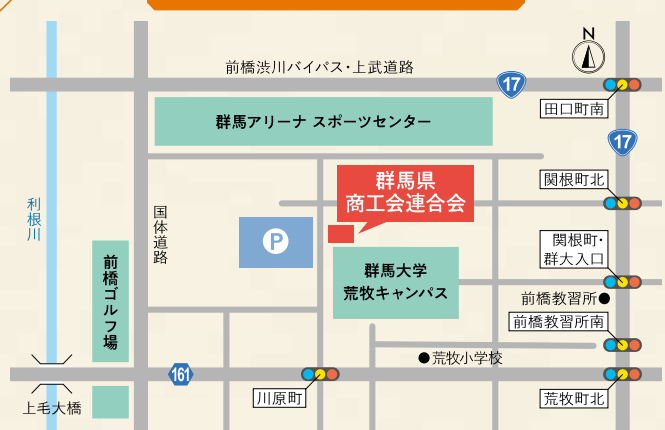 N
前橋渋川バイパス・上武道路
17
田口町南
群馬アリーナ スポーツセンター
17
関根町北
群馬県
商工会連合会
利根川
国体道路
P
関根町・
群大入口
前橋ゴルフ場
群馬大学
荒牧キャンパス
前橋教習所
前橋教習所南
荒牧小学校
161
川原町
荒牧町北
上毛大橋